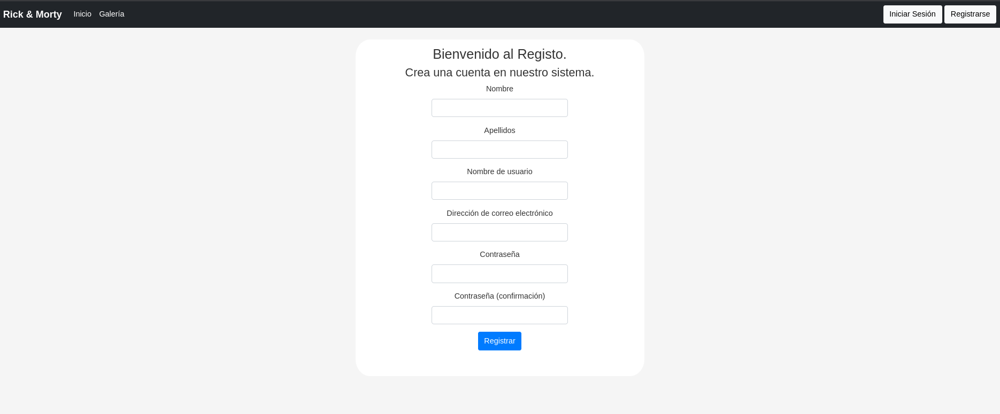 Rick & Morty Inicio Galería Iniciar Sesión Registrarse
Bienvenido al Registo.
Crea una cuenta en nuestro sistema.
Nombre
Apellidos
Nombre de usuario
Dirección de correo electrónico
Contraseña
Contraseña (confirmación)
Registrar